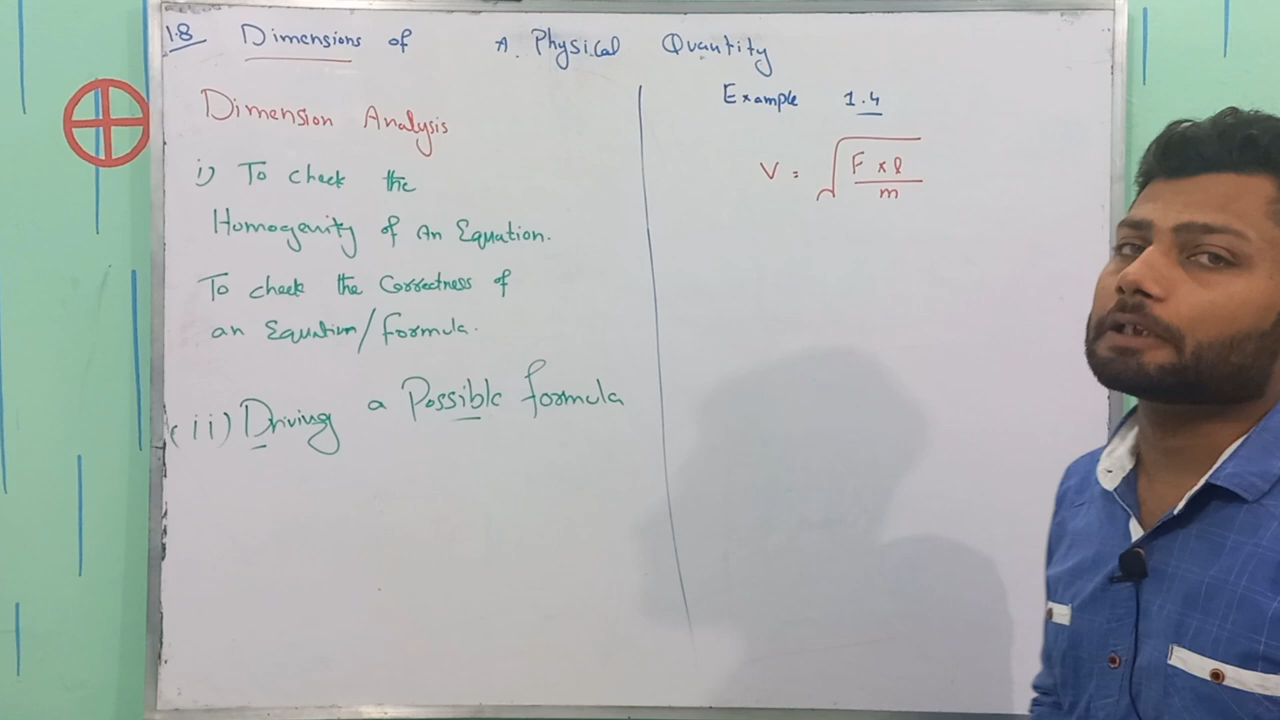 1.8 Dimensions of A. Physical Quantity
Dimension Analysis
i) To check the
Homogenity of An Equation.
To check the Correctness of
an Equation/formula.
(ii) Driving a Possible formula
Example 1.4
V = √(F × l / m)